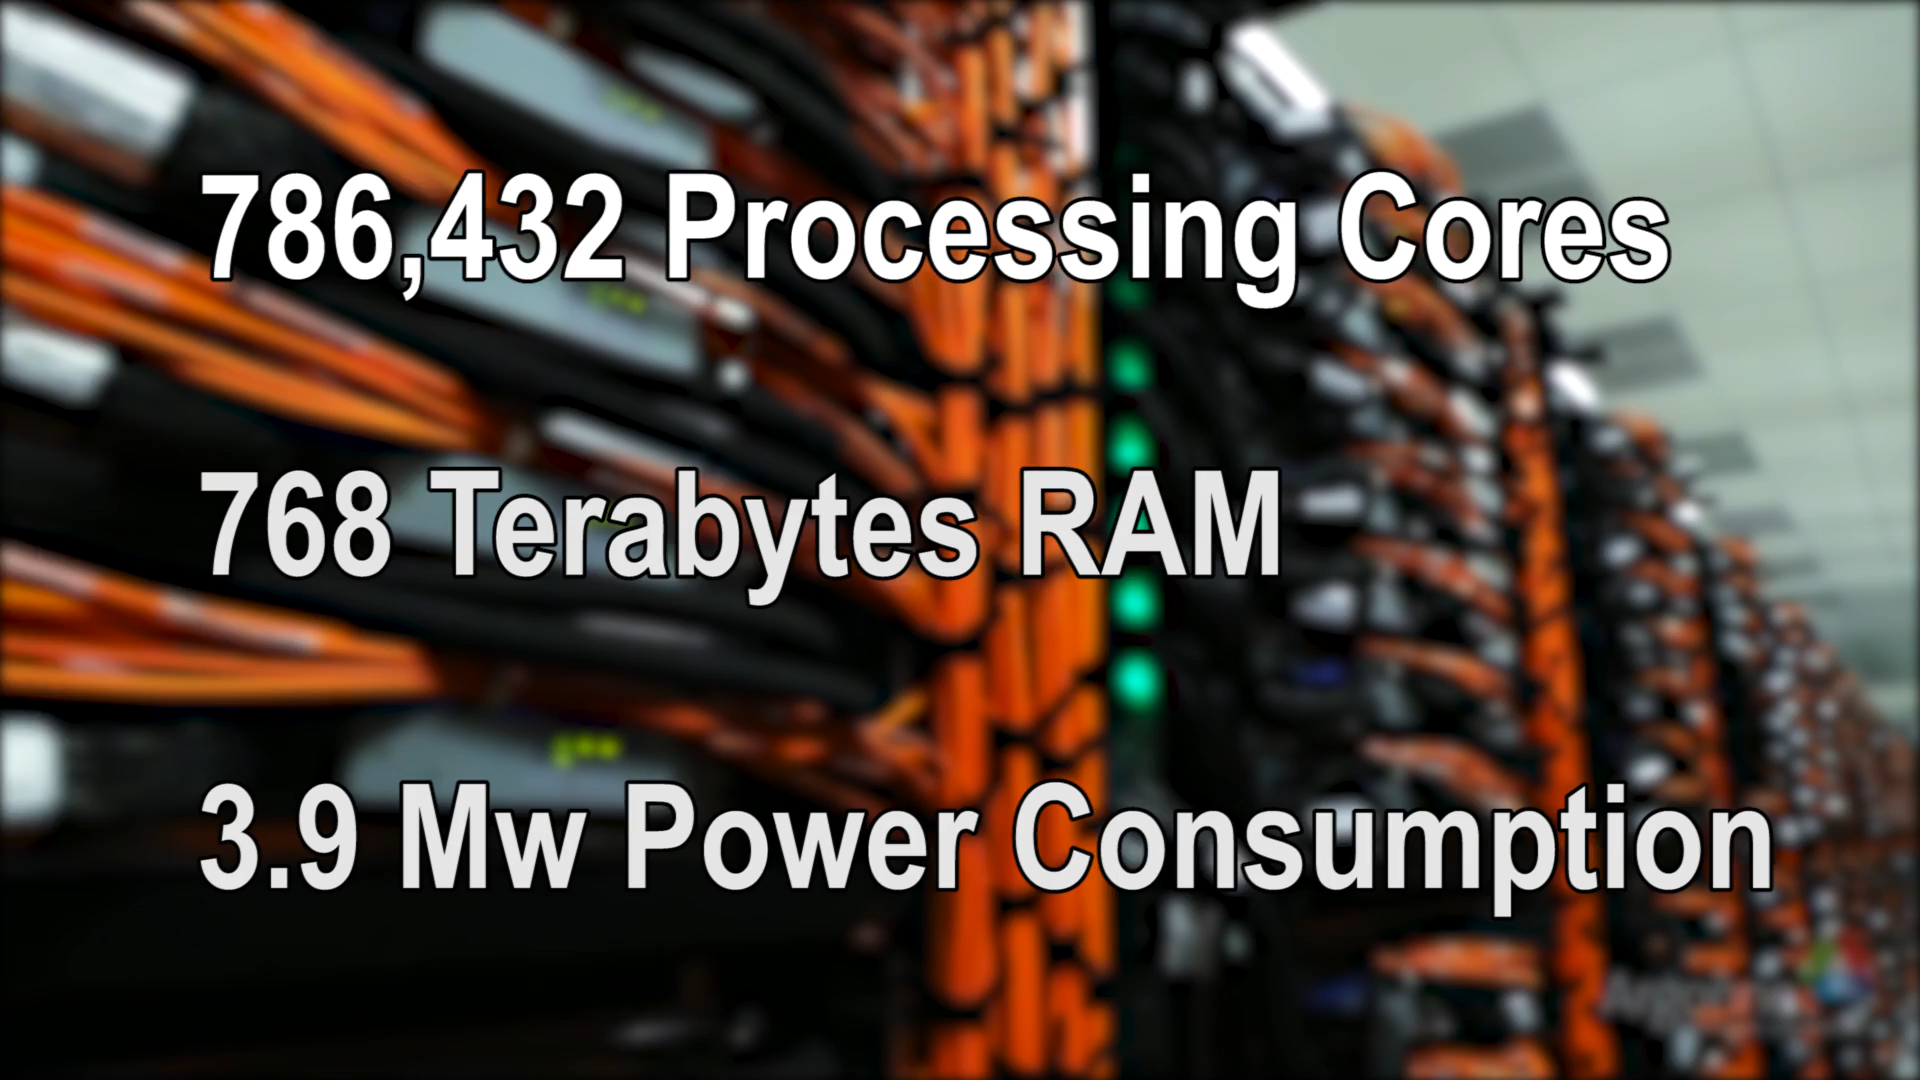 786,432 Processing Cores
768 Terabytes RAM
3.9 Mw Power Consumption